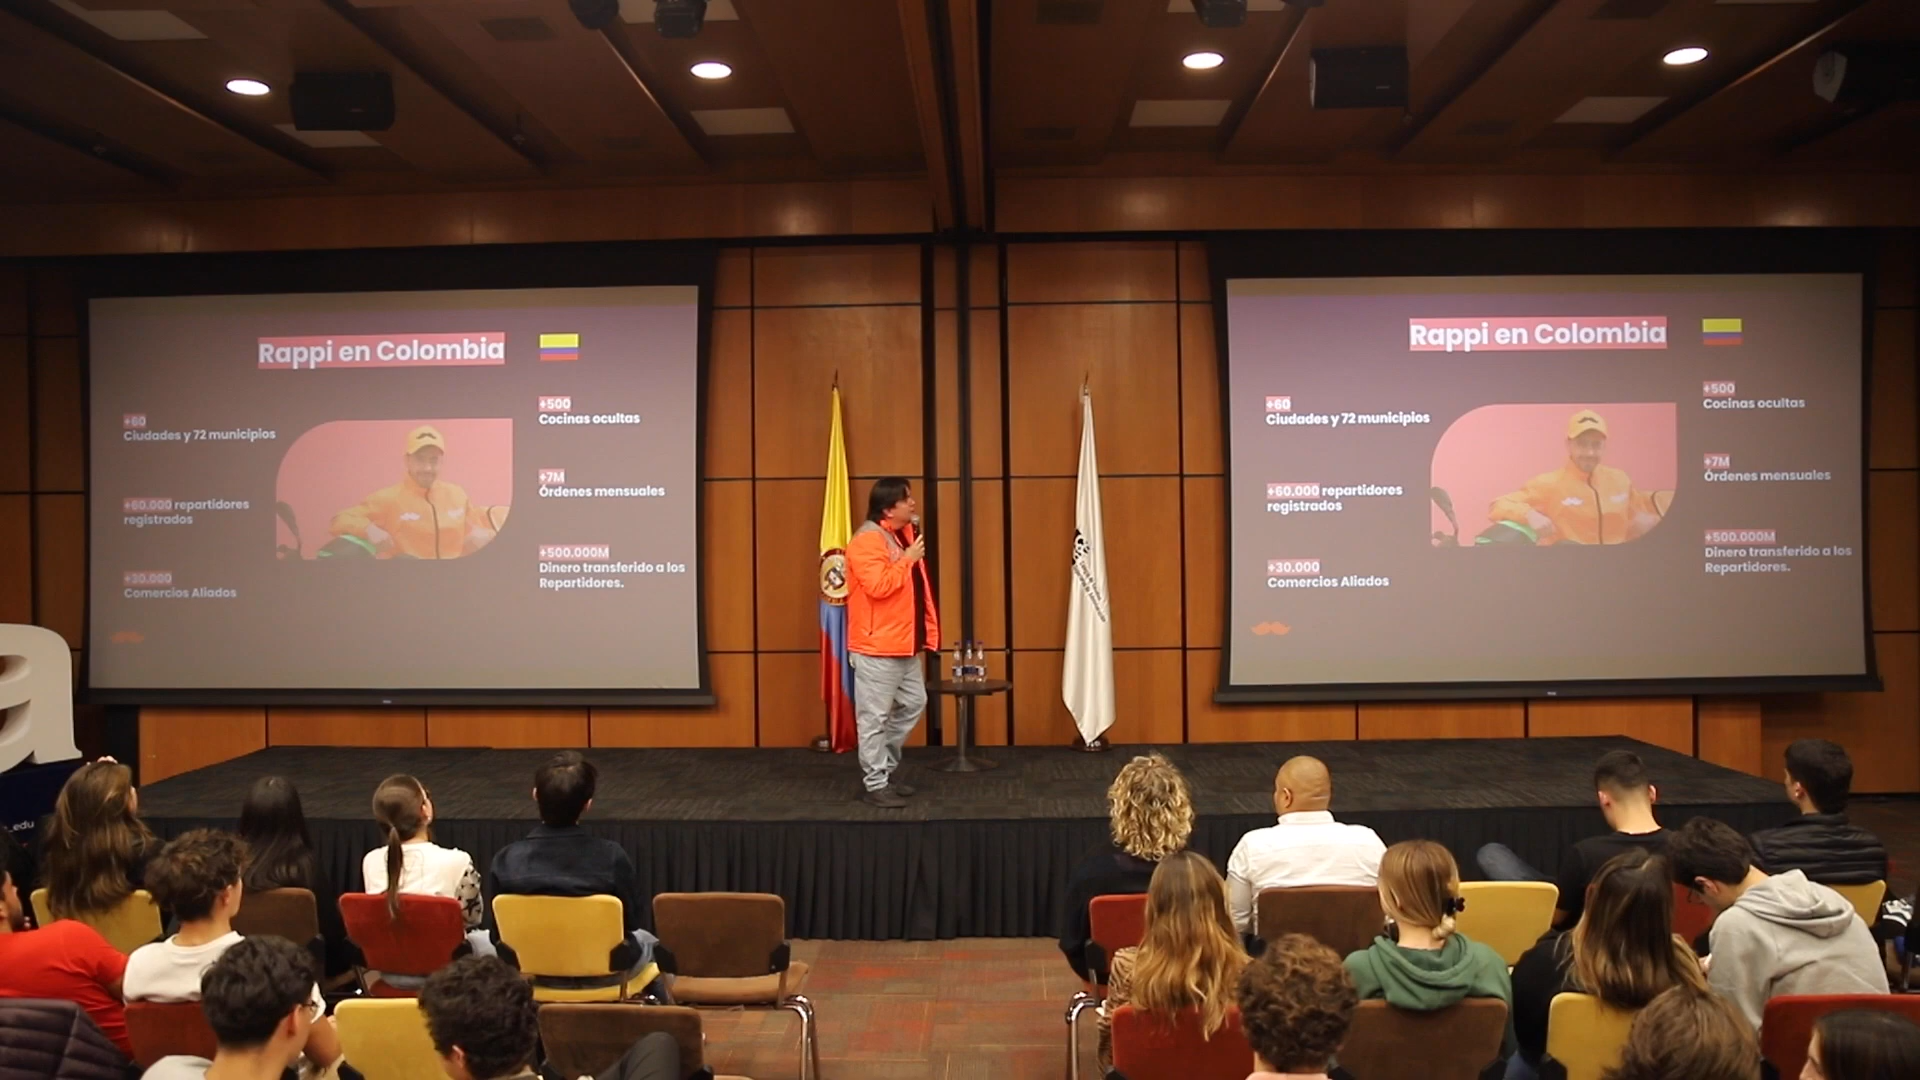 Rappi en Colombia
+60
Ciudades y 72 municipios
+60.000 repartidores
registrados
+30.000
Comercios Aliados
+500
Cocinas ocultas
+7M
Órdenes mensuales
+500.000M
Dinero transferido a los
Repartidores.
Rappi en Colombia
+60
Ciudades y 72 municipios
+60.000 repartidores
registrados
+30.000
Comercios Aliados
+500
Cocinas ocultas
+7M
Órdenes mensuales
+500.000M
Dinero transferido a los
Repartidores.
_edu